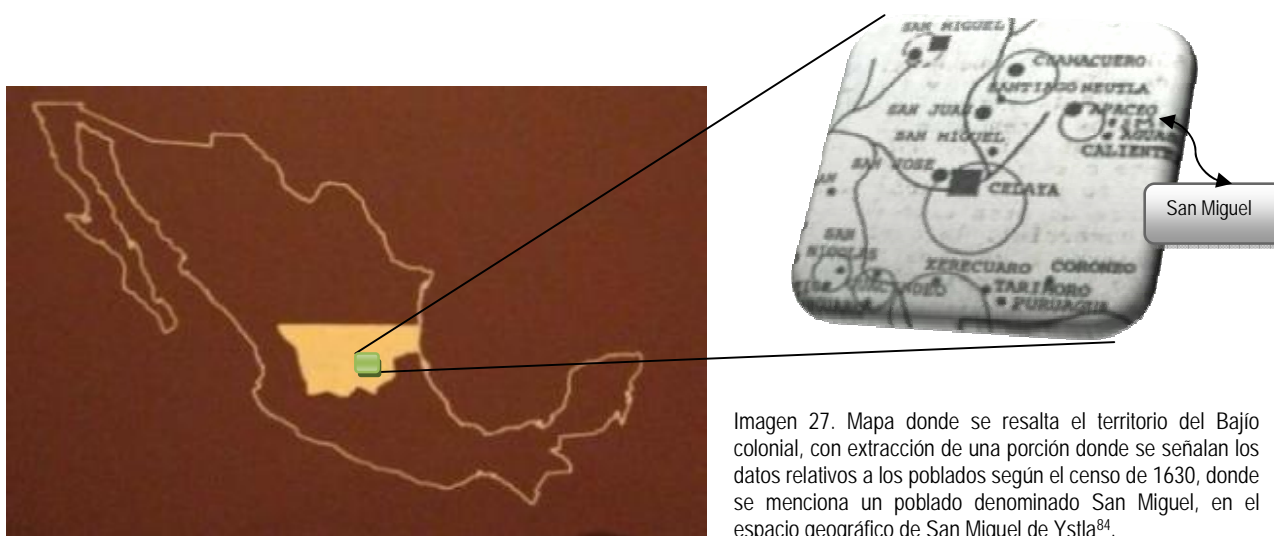 SAN MIGUEL
CHAMACUERO
SANTIAGO NEUTLA
SAN JUAN
APACEO
SAN MIGUEL
AGUAS
CALIENTE
SAN JOSE
CELAYA
SAN
NICOLAS
XERECUARO
CORONEO
TARIMORO
PURUAGUA
San Miguel
Imagen 27. Mapa donde se resalta el territorio del Bajío
colonial, con extracción de una porción donde se señalan los
datos relativos a los poblados según el censo de 1630, donde
se menciona un poblado denominado San Miguel, en el
espacio geográfico de San Miguel de Ystla84.